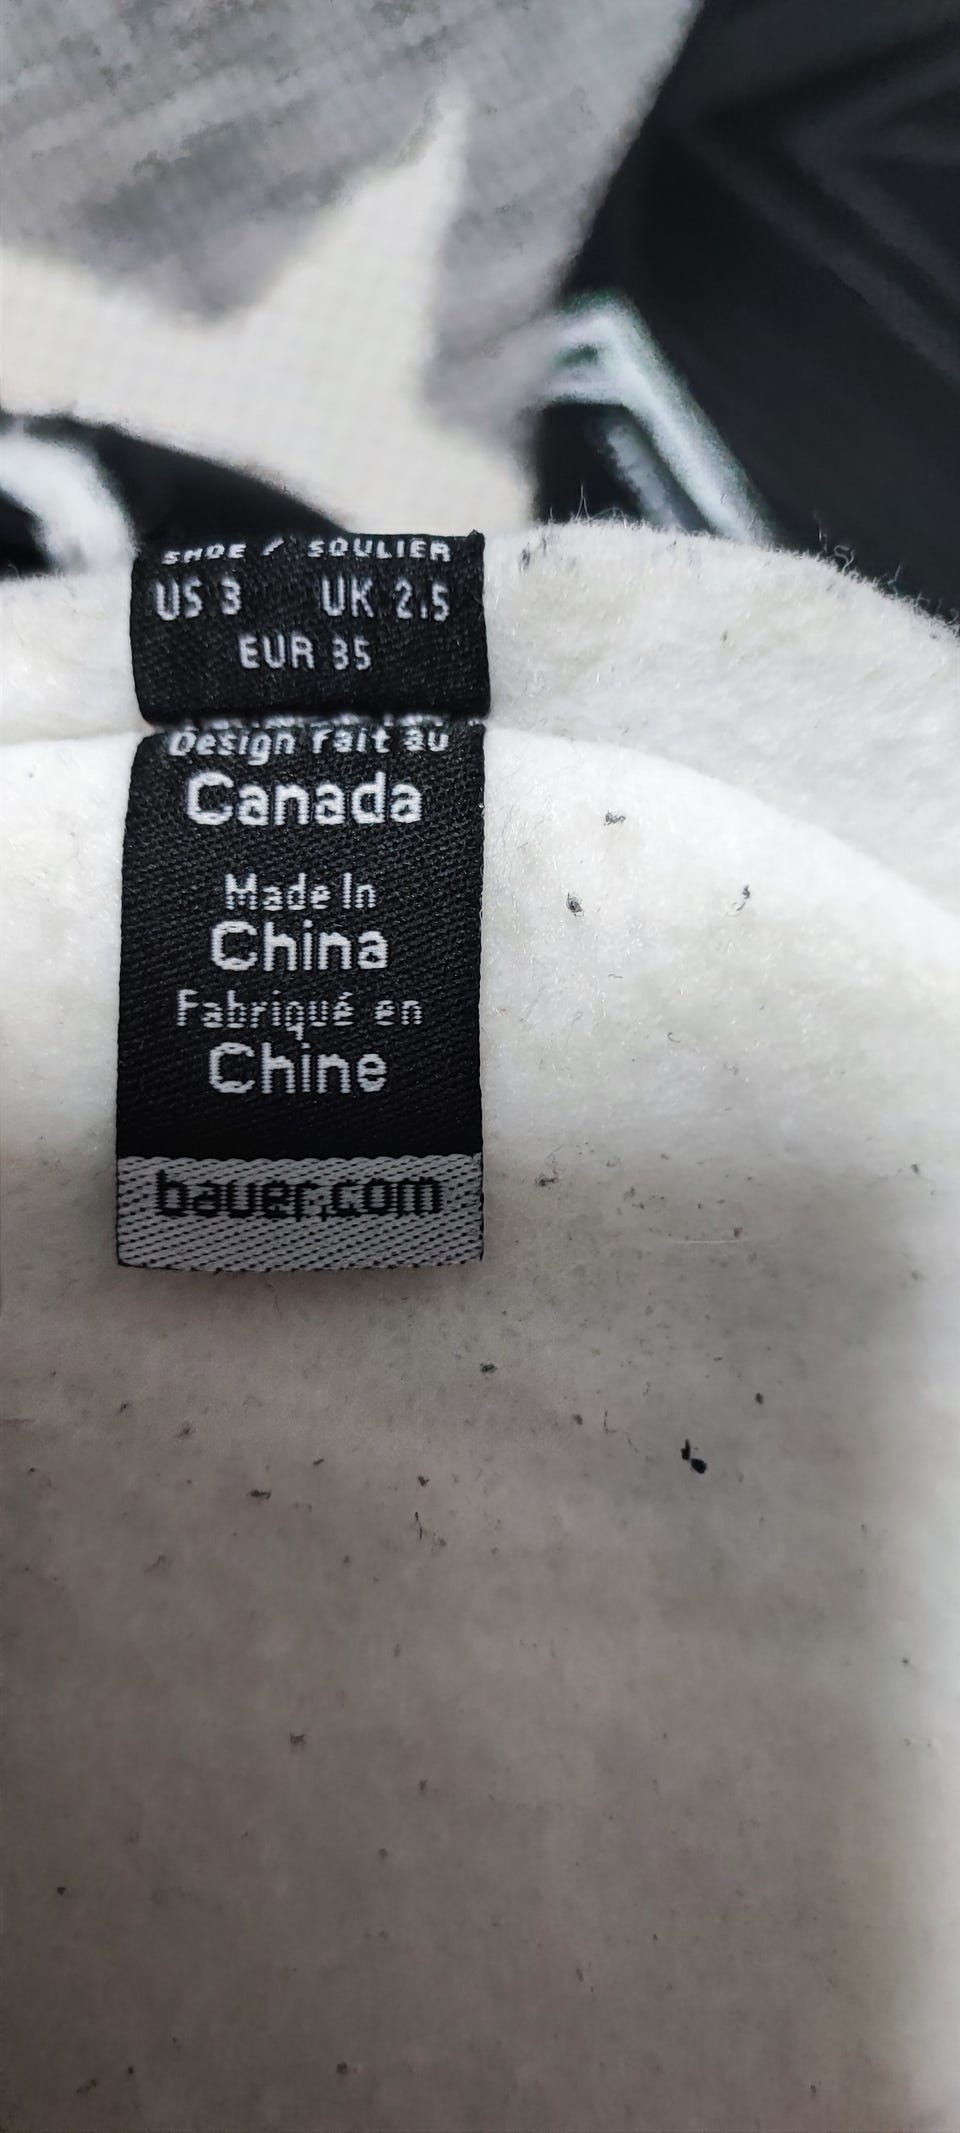 SHOE / SOULIER
US 3 UK 2.5
EUR 35
Design fait au
Canada
Made In
China
Fabriqué en
Chine
bauer.com